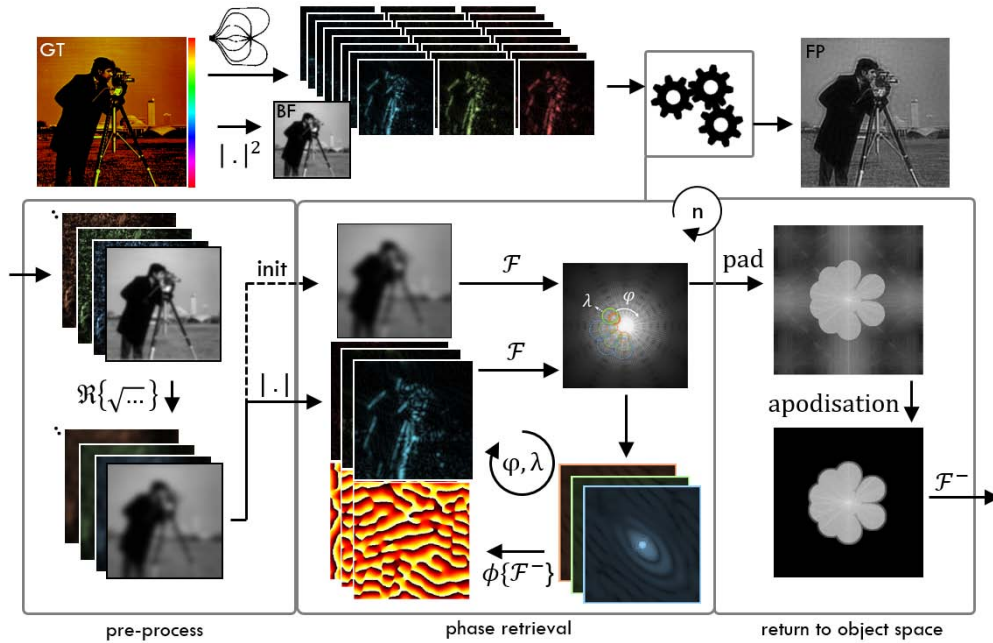 GT
BF
FP
| . |²
n
init
ℱ
pad
λ
φ
ℜ{√...}
| . |
ℱ
apodisation
φ, λ
ℱ⁻
ϕ{ℱ⁻}
pre-process
phase retrieval
return to object space